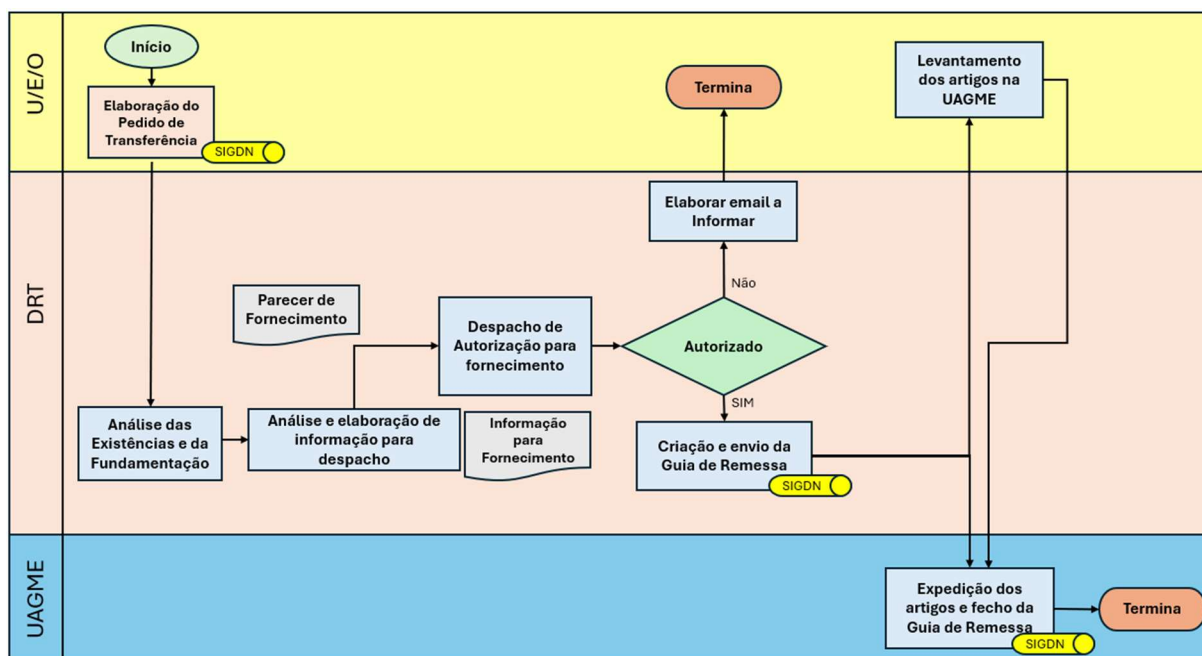 U/E/O
Início
Elaboração do
Pedido de
Transferência
SIGDN
Termina
Levantamento
dos artigos na
UAGME
DRT
Elaborar email a
Informar
Não
Parecer de
Fornecimento
Despacho de
Autorização para
fornecimento
Autorizado
SIM
Análise das
Existências e da
Fundamentação
Análise e elaboração de
informação para
despacho
Informação
para
Fornecimento
Criação e envio da
Guia de Remessa
SIGDN
UAGME
Expedição dos
artigos e fecho da
Guia de Remessa
SIGDN
Termina